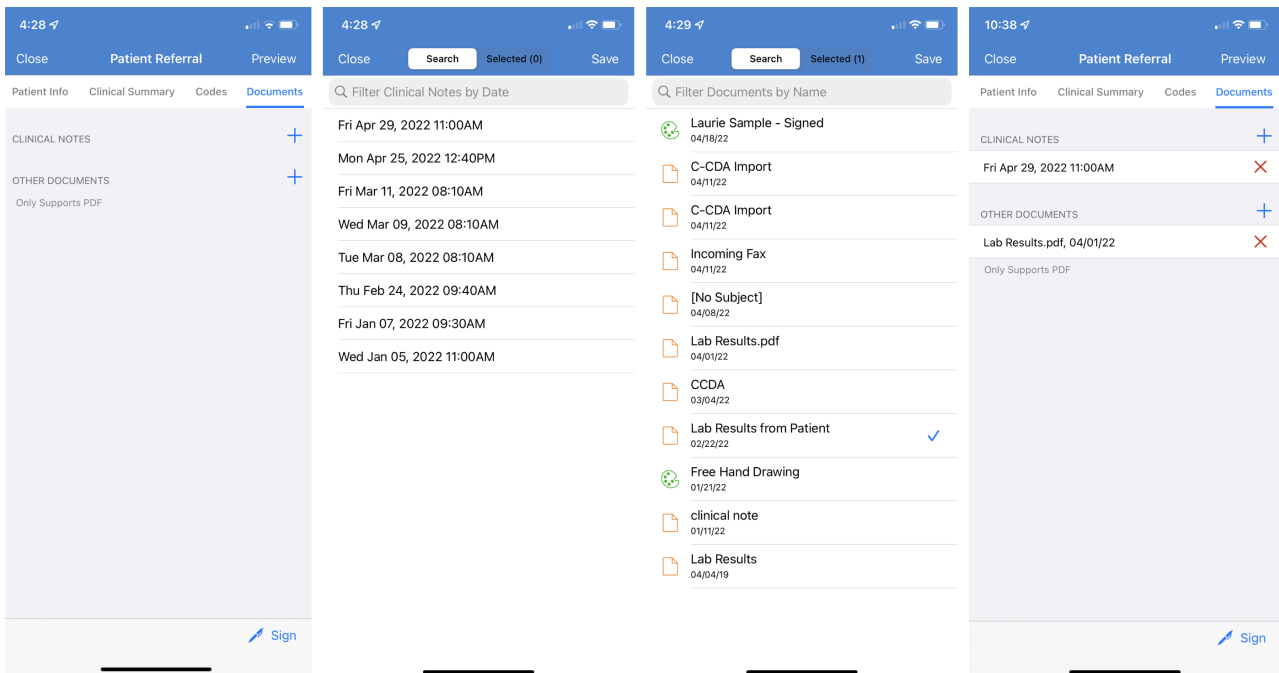 4:28
Close Patient Referral Preview
Patient Info Clinical Summary Codes Documents
CLINICAL NOTES
OTHER DOCUMENTS
Only Supports PDF
Sign
4:28
Close Search Selected (0) Save
Filter Clinical Notes by Date
Fri Apr 29, 2022 11:00AM
Mon Apr 25, 2022 12:40PM
Fri Mar 11, 2022 08:10AM
Wed Mar 09, 2022 08:10AM
Tue Mar 08, 2022 08:10AM
Thu Feb 24, 2022 09:40AM
Fri Jan 07, 2022 09:30AM
Wed Jan 05, 2022 11:00AM
4:29
Close Search Selected (1) Save
Filter Documents by Name
Laurie Sample - Signed
04/18/22
C-CDA Import
04/11/22
C-CDA Import
04/11/22
Incoming Fax
04/11/22
[No Subject]
04/08/22
Lab Results.pdf
04/01/22
CCDA
03/04/22
Lab Results from Patient
02/22/22
Free Hand Drawing
01/21/22
clinical note
01/11/22
Lab Results
04/04/19
10:38
Close Patient Referral Preview
Patient Info Clinical Summary Codes Documents
CLINICAL NOTES
Fri Apr 29, 2022 11:00AM
OTHER DOCUMENTS
Lab Results.pdf, 04/01/22
Only Supports PDF
Sign